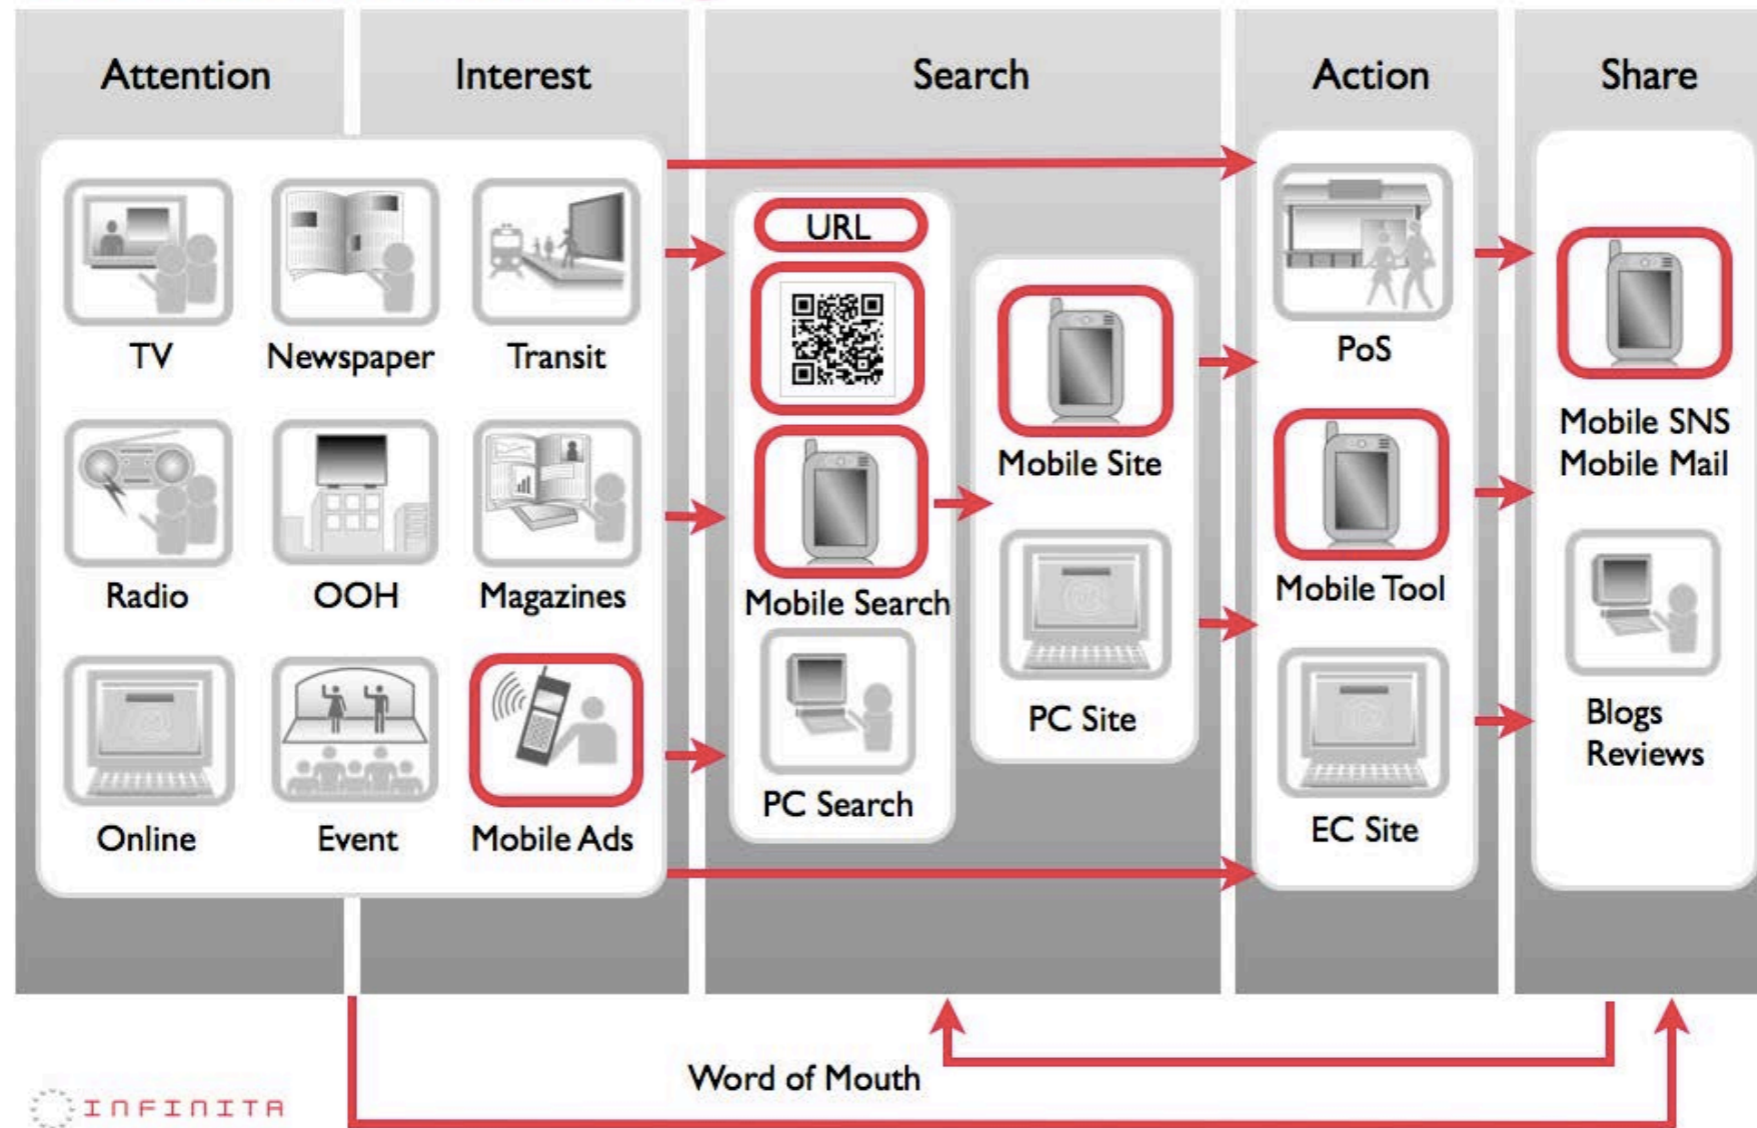 Attention
Interest
Search
Action
Share
TV
Newspaper
Transit
Radio
OOH
Magazines
Online
Event
Mobile Ads
URL
Mobile Search
PC Search
Mobile Site
PC Site
PoS
Mobile Tool
EC Site
Mobile SNS
Mobile Mail
Blogs
Reviews
Word of Mouth
INFINITA